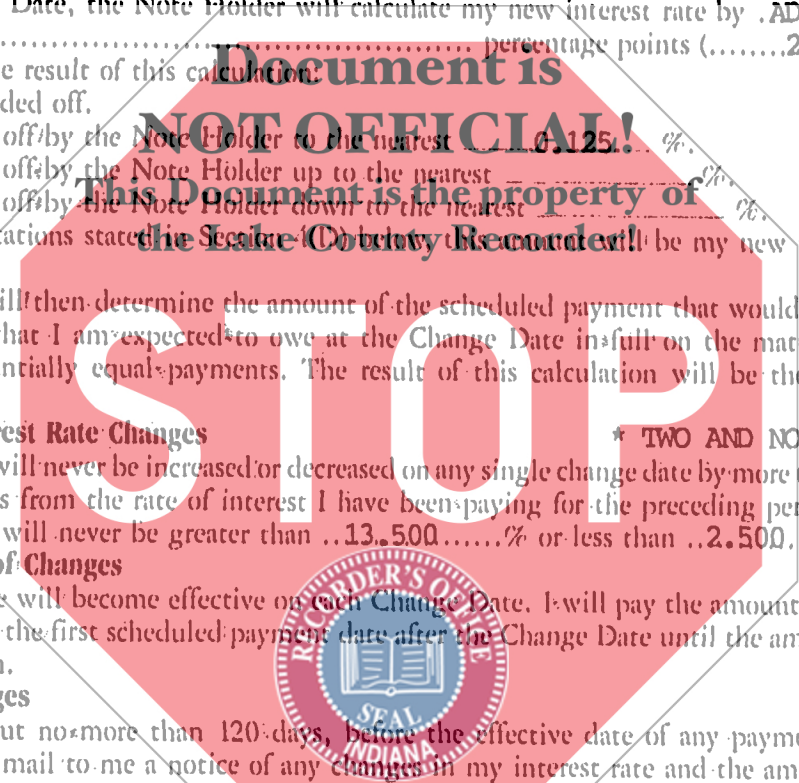 Date, the Note Holder will calculate my new interest rate by .AD
percentage points (........2
e result of this calculation.
Document is
ded off.
NOT OFFICIAL!
off by the Note Holder to the nearest 0.125 %.
off by the Note Holder up to the nearest %.
This Document is the property of
off by the Note Holder down to the nearest %.
the Lake County Recorder!
ations stated in Section 4(D) below, this amount will be my new
ill then determine the amount of the scheduled payment that would
hat I am expected to owe at the Change Date in full on the mat
ntially equal payments. The result of this calculation will be the
STOP
est Rate Changes * TWO AND NO
will never be increased or decreased on any single change date by more
s from the rate of interest I have been paying for the preceding per
will never be greater than ..13.500......% or less than ..2.500.
of Changes
e will become effective on each Change Date. I will pay the amount
the first scheduled payment date after the Change Date until the am
n.
ges
ut no more than 120 days, before the effective date of any payme
mail to me a notice of any changes in my interest rate and the am
RECORDER'S OFFICE
SEAL
INDIANA